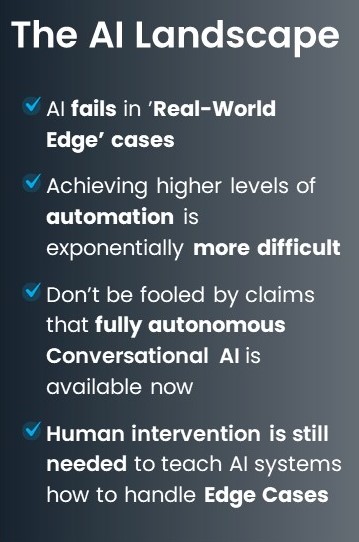 The AI Landscape
AI fails in ’Real-World
Edge’ cases
Achieving higher levels of
automation is
exponentially more difficult
Don’t be fooled by claims
that fully autonomous
Conversational AI is
available now
Human intervention is still
needed to teach AI systems
how to handle Edge Cases